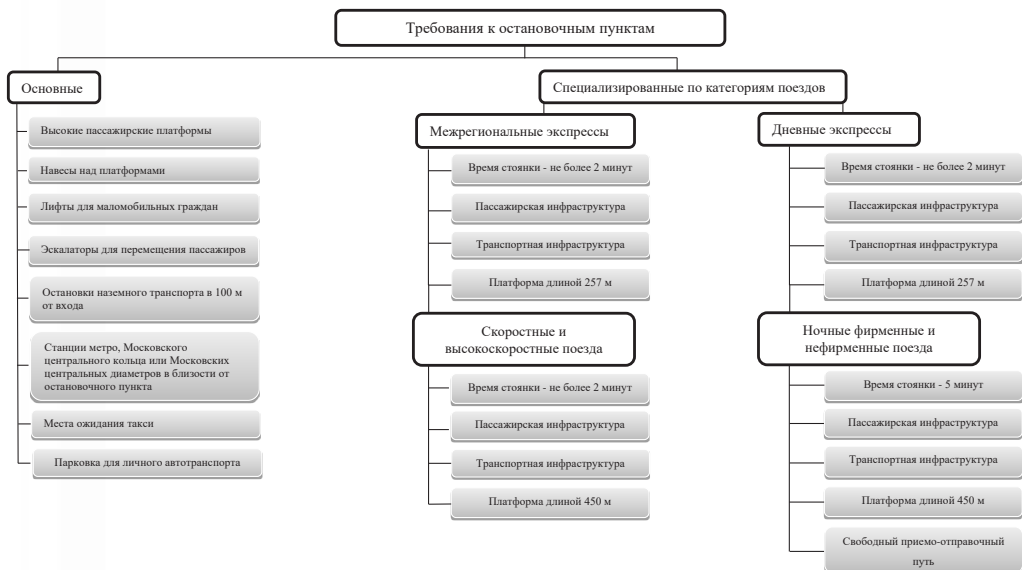 Требования к остановочным пунктам
Основные
Высокие пассажирские платформы
Навесы над платформами
Лифты для маломобильных граждан
Эскалаторы для перемещения пассажиров
Остановки наземного транспорта в 100 м
от входа
Станции метро, Московского
центрального кольца или Московских
центральных диаметров в близости от
остановочного пункта
Места ожидания такси
Парковка для личного автотранспорта
Специализированные по категориям поездов
Межрегиональные экспрессы
Время стоянки - не более 2 минут
Пассажирская инфраструктура
Транспортная инфраструктура
Платформа длиной 257 м
Скоростные и
высокоскоростные поезда
Время стоянки - не более 2 минут
Пассажирская инфраструктура
Транспортная инфраструктура
Платформа длиной 450 м
Дневные экспрессы
Время стоянки - не более 2 минут
Пассажирская инфраструктура
Транспортная инфраструктура
Платформа длиной 257 м
Ночные фирменные и
нефирменные поезда
Время стоянки - 5 минут
Пассажирская инфраструктура
Транспортная инфраструктура
Платформа длиной 450 м
Свободный приемо-отправочный
путь